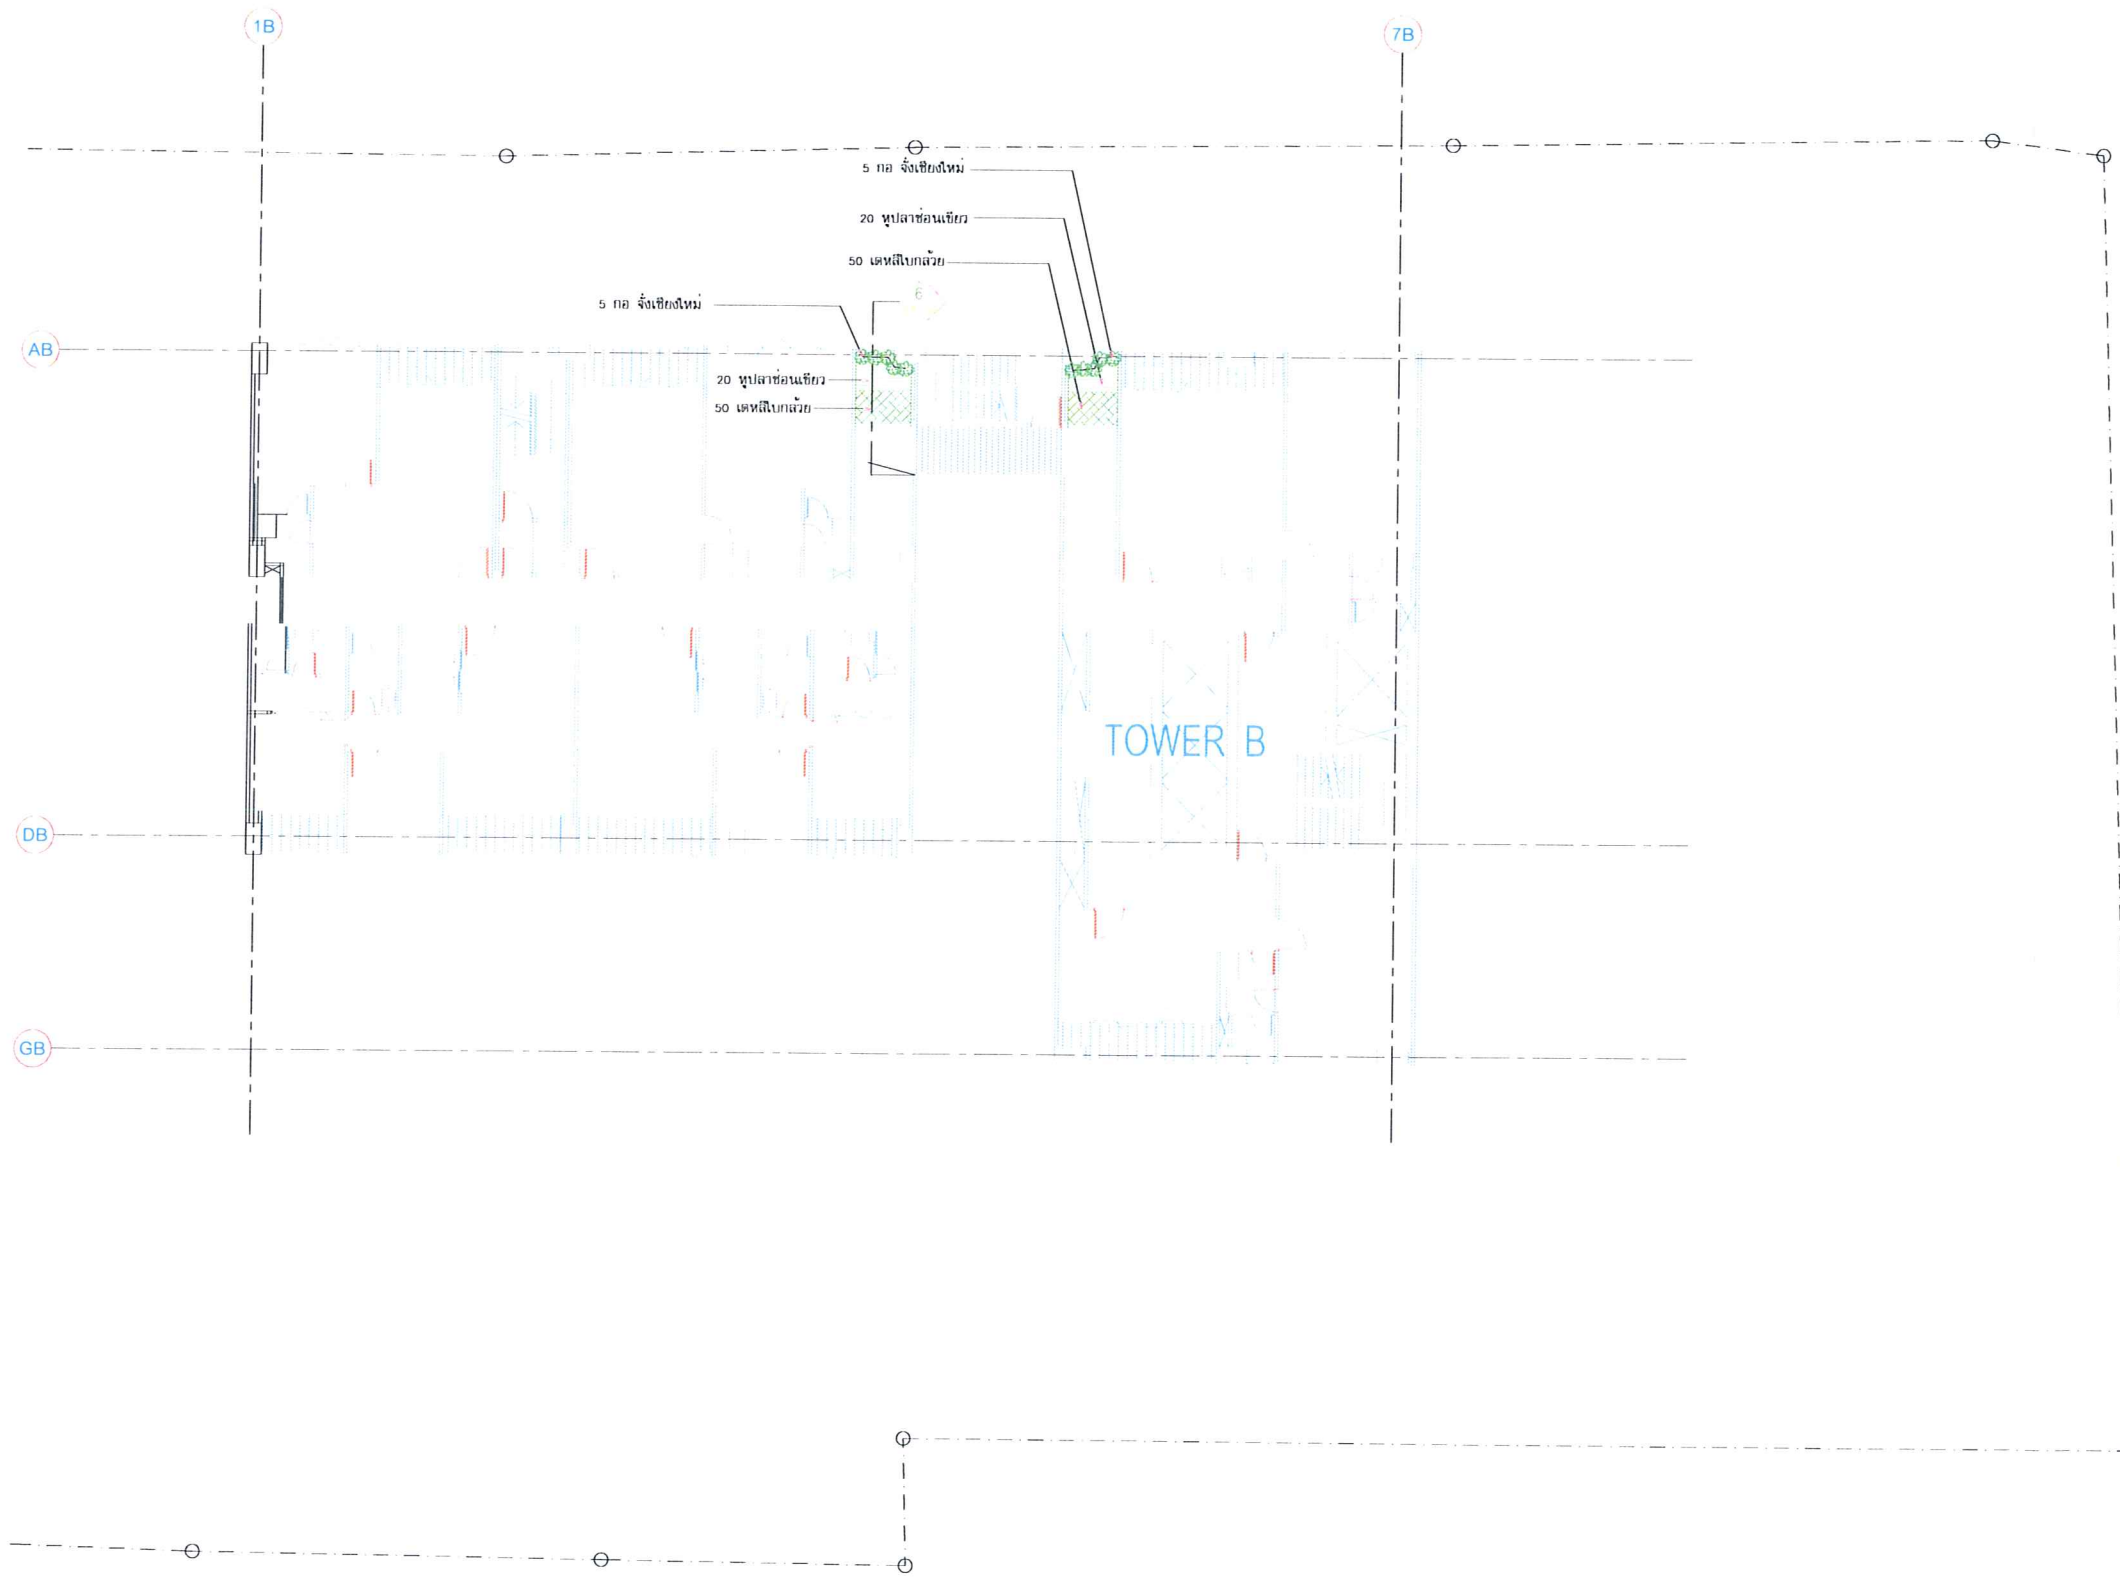 1B
7B
5 กอ จั๋งเชียงใหม่
20 หูปลาช่อนเขียว
50 เดหลีใบกล้วย
6
5 กอ จั๋งเชียงใหม่
AB
20 หูปลาช่อนเขียว
50 เดหลีใบกล้วย
TOWER B
DB
GB